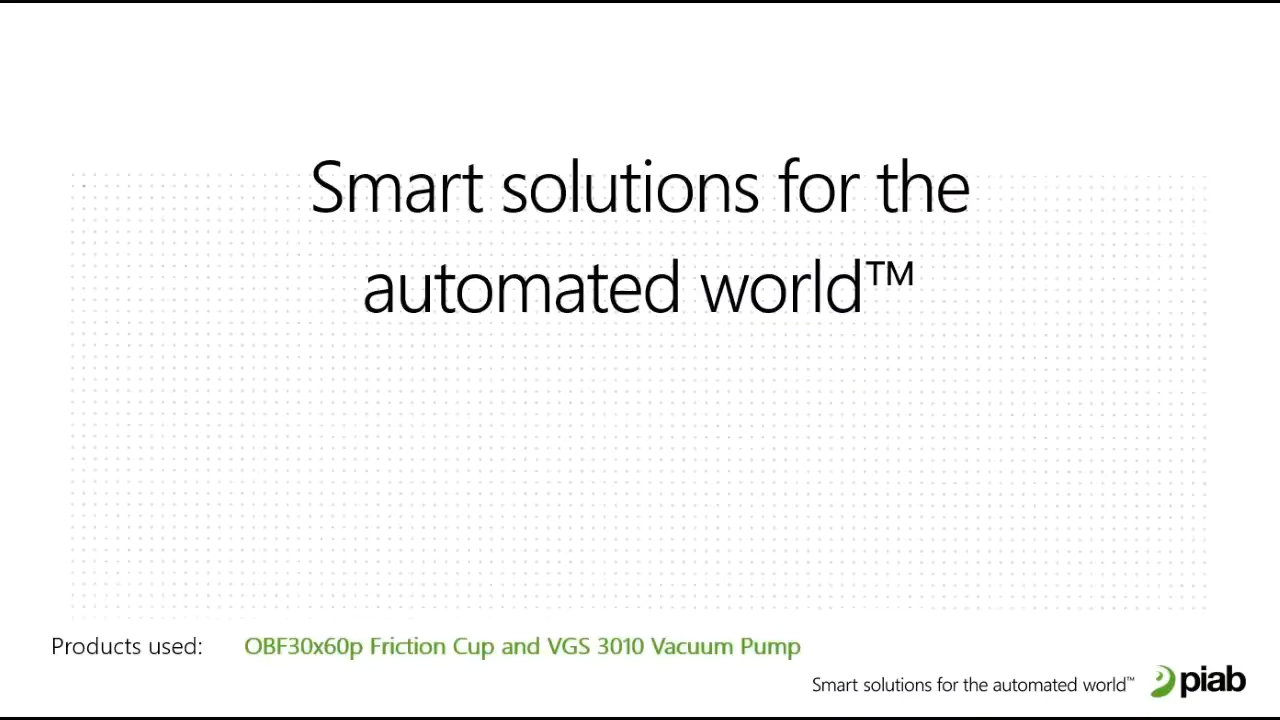 Smart solutions for the
automated world™
Products used: OBF30x60p Friction Cup and VGS 3010 Vacuum Pump
Smart solutions for the automated world™ piab